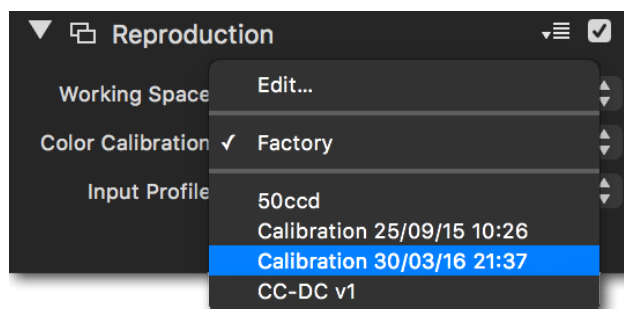 Reproduction
Working Space
Edit...
Color Calibration ✓ Factory
Input Profile
50ccd
Calibration 25/09/15 10:26
Calibration 30/03/16 21:37
CC-DC v1